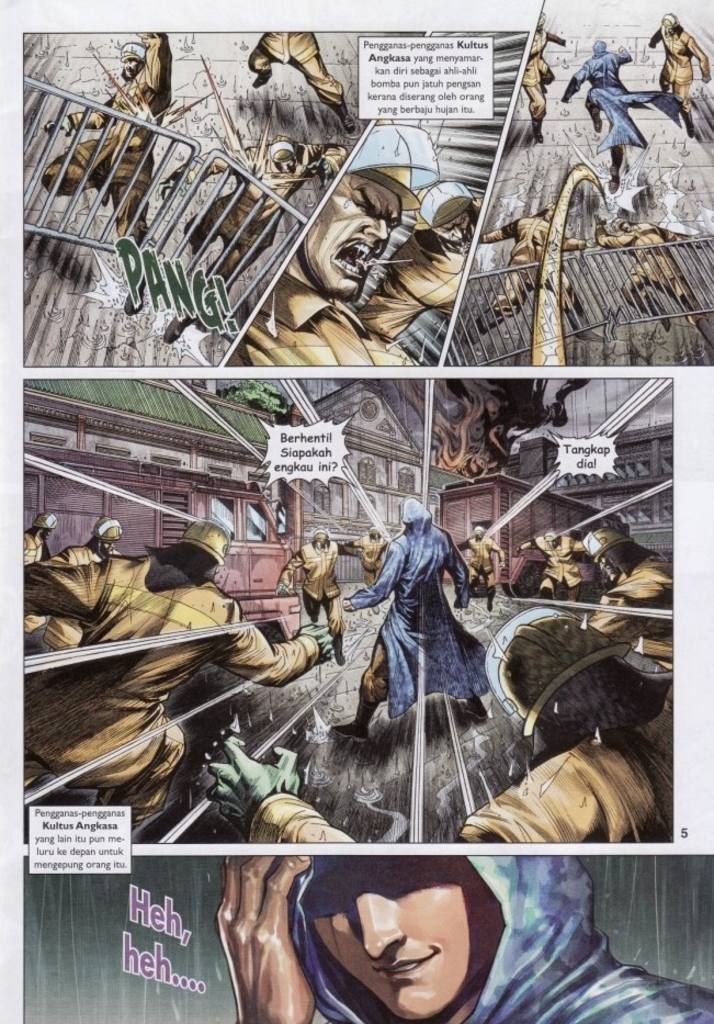 Pengganas-pengganas Kultus
Angkasa yang menyamar-
kan diri sebagai ahli-ahli
bomba pun jatuh pengsan
kerana diserang oleh orang
yang berbaju hujan itu.
PANG!
Berhenti!
Siapakah
engkau ini?
Tangkap
dia!
Pengganas-pengganas
Kultus Angkasa
yang lain itu pun me-
luru ke depan untuk
mengepung orang itu.
5
Heh,
heh....